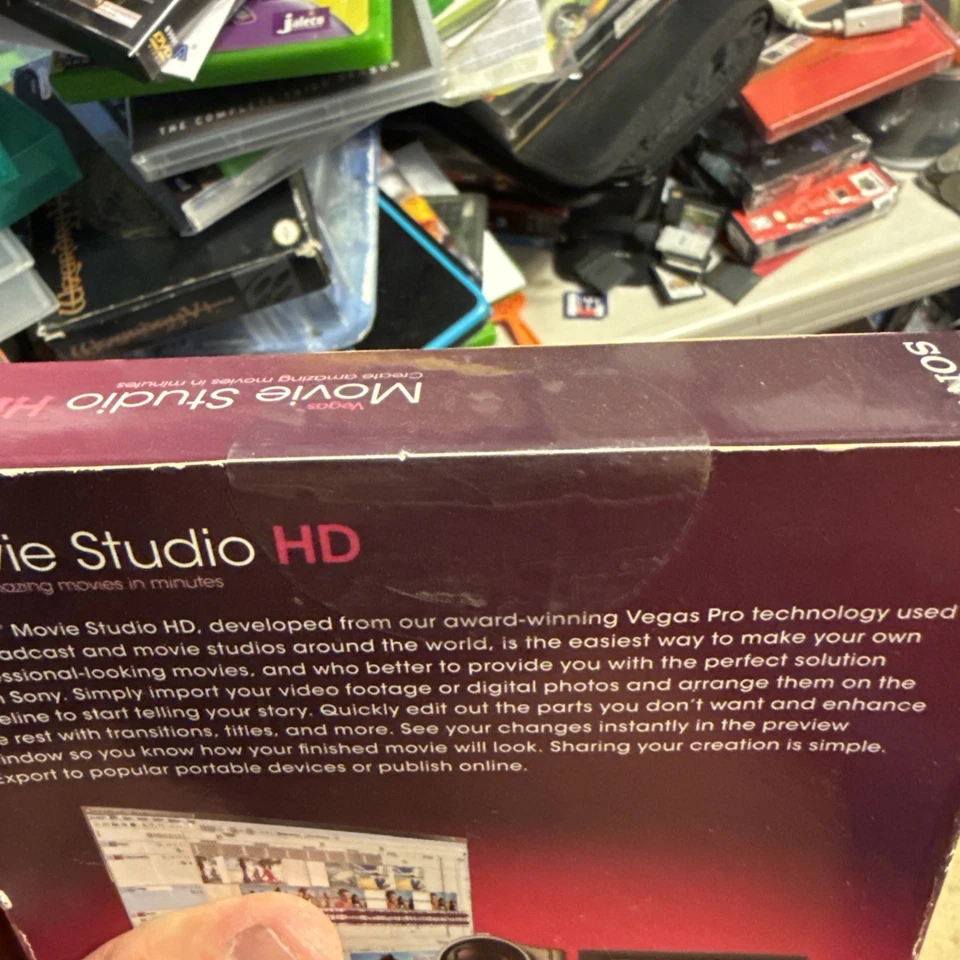 jaleco
DVD
THE COMPLETE
SONY
Vegas
Movie Studio HD
Create amazing movies in minutes
vie Studio HD
azing movies in minutes
Movie Studio HD, developed from our award-winning Vegas Pro technology used
adcast and movie studios around the world, is the easiest way to make your own
ssional-looking movies, and who better to provide you with the perfect solution
Sony. Simply import your video footage or digital photos and arrange them on the
eline to start telling your story. Quickly edit out the parts you don't want and enhance
e rest with transitions, titles, and more. See your changes instantly in the preview
indow so you know how your finished movie will look. Sharing your creation is simple.
Export to popular portable devices or publish online.